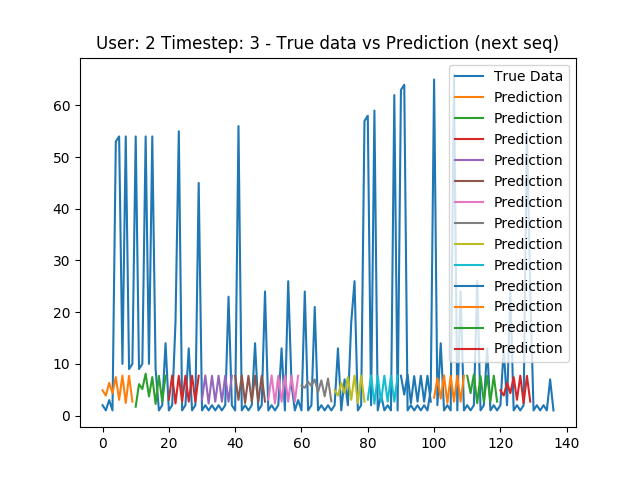 User: 2 Timestep: 3 - True data vs Prediction (next seq)
True Data
Prediction
Prediction
Prediction
Prediction
Prediction
Prediction
Prediction
Prediction
Prediction
Prediction
Prediction
Prediction
Prediction
60
50
40
30
20
10
0
0 20 40 60 80 100 120 140